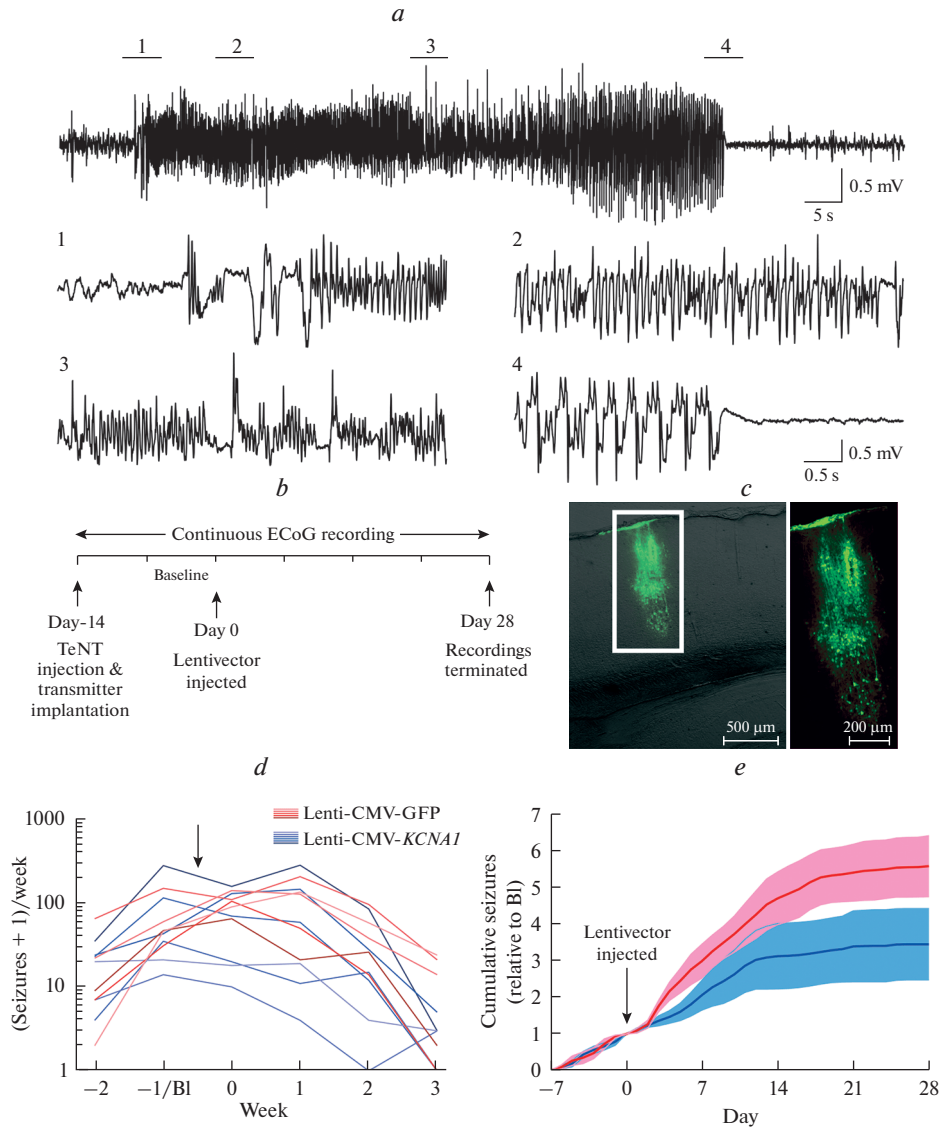 a
1
2
3
4
0.5 mV
5 s
1
2
3
4
0.5 mV
0.5 s
b
Continuous ECoG recording
Baseline
Day-14
TeNT
injection &
transmitter
implantation
Day 0
Lentivector
injected
Day 28
Recordings
terminated
c
500 μm
200 μm
d
(Seizures + 1)/week
1000
100
10
1
Lenti-CMV-GFP
Lenti-CMV-KCNA1
−2
−1/Bl
0
1
2
3
Week
e
Cumulative seizures
(relative to Bl)
7
6
5
4
3
2
1
0
Lentivector
injected
−7
0
7
14
21
28
Day